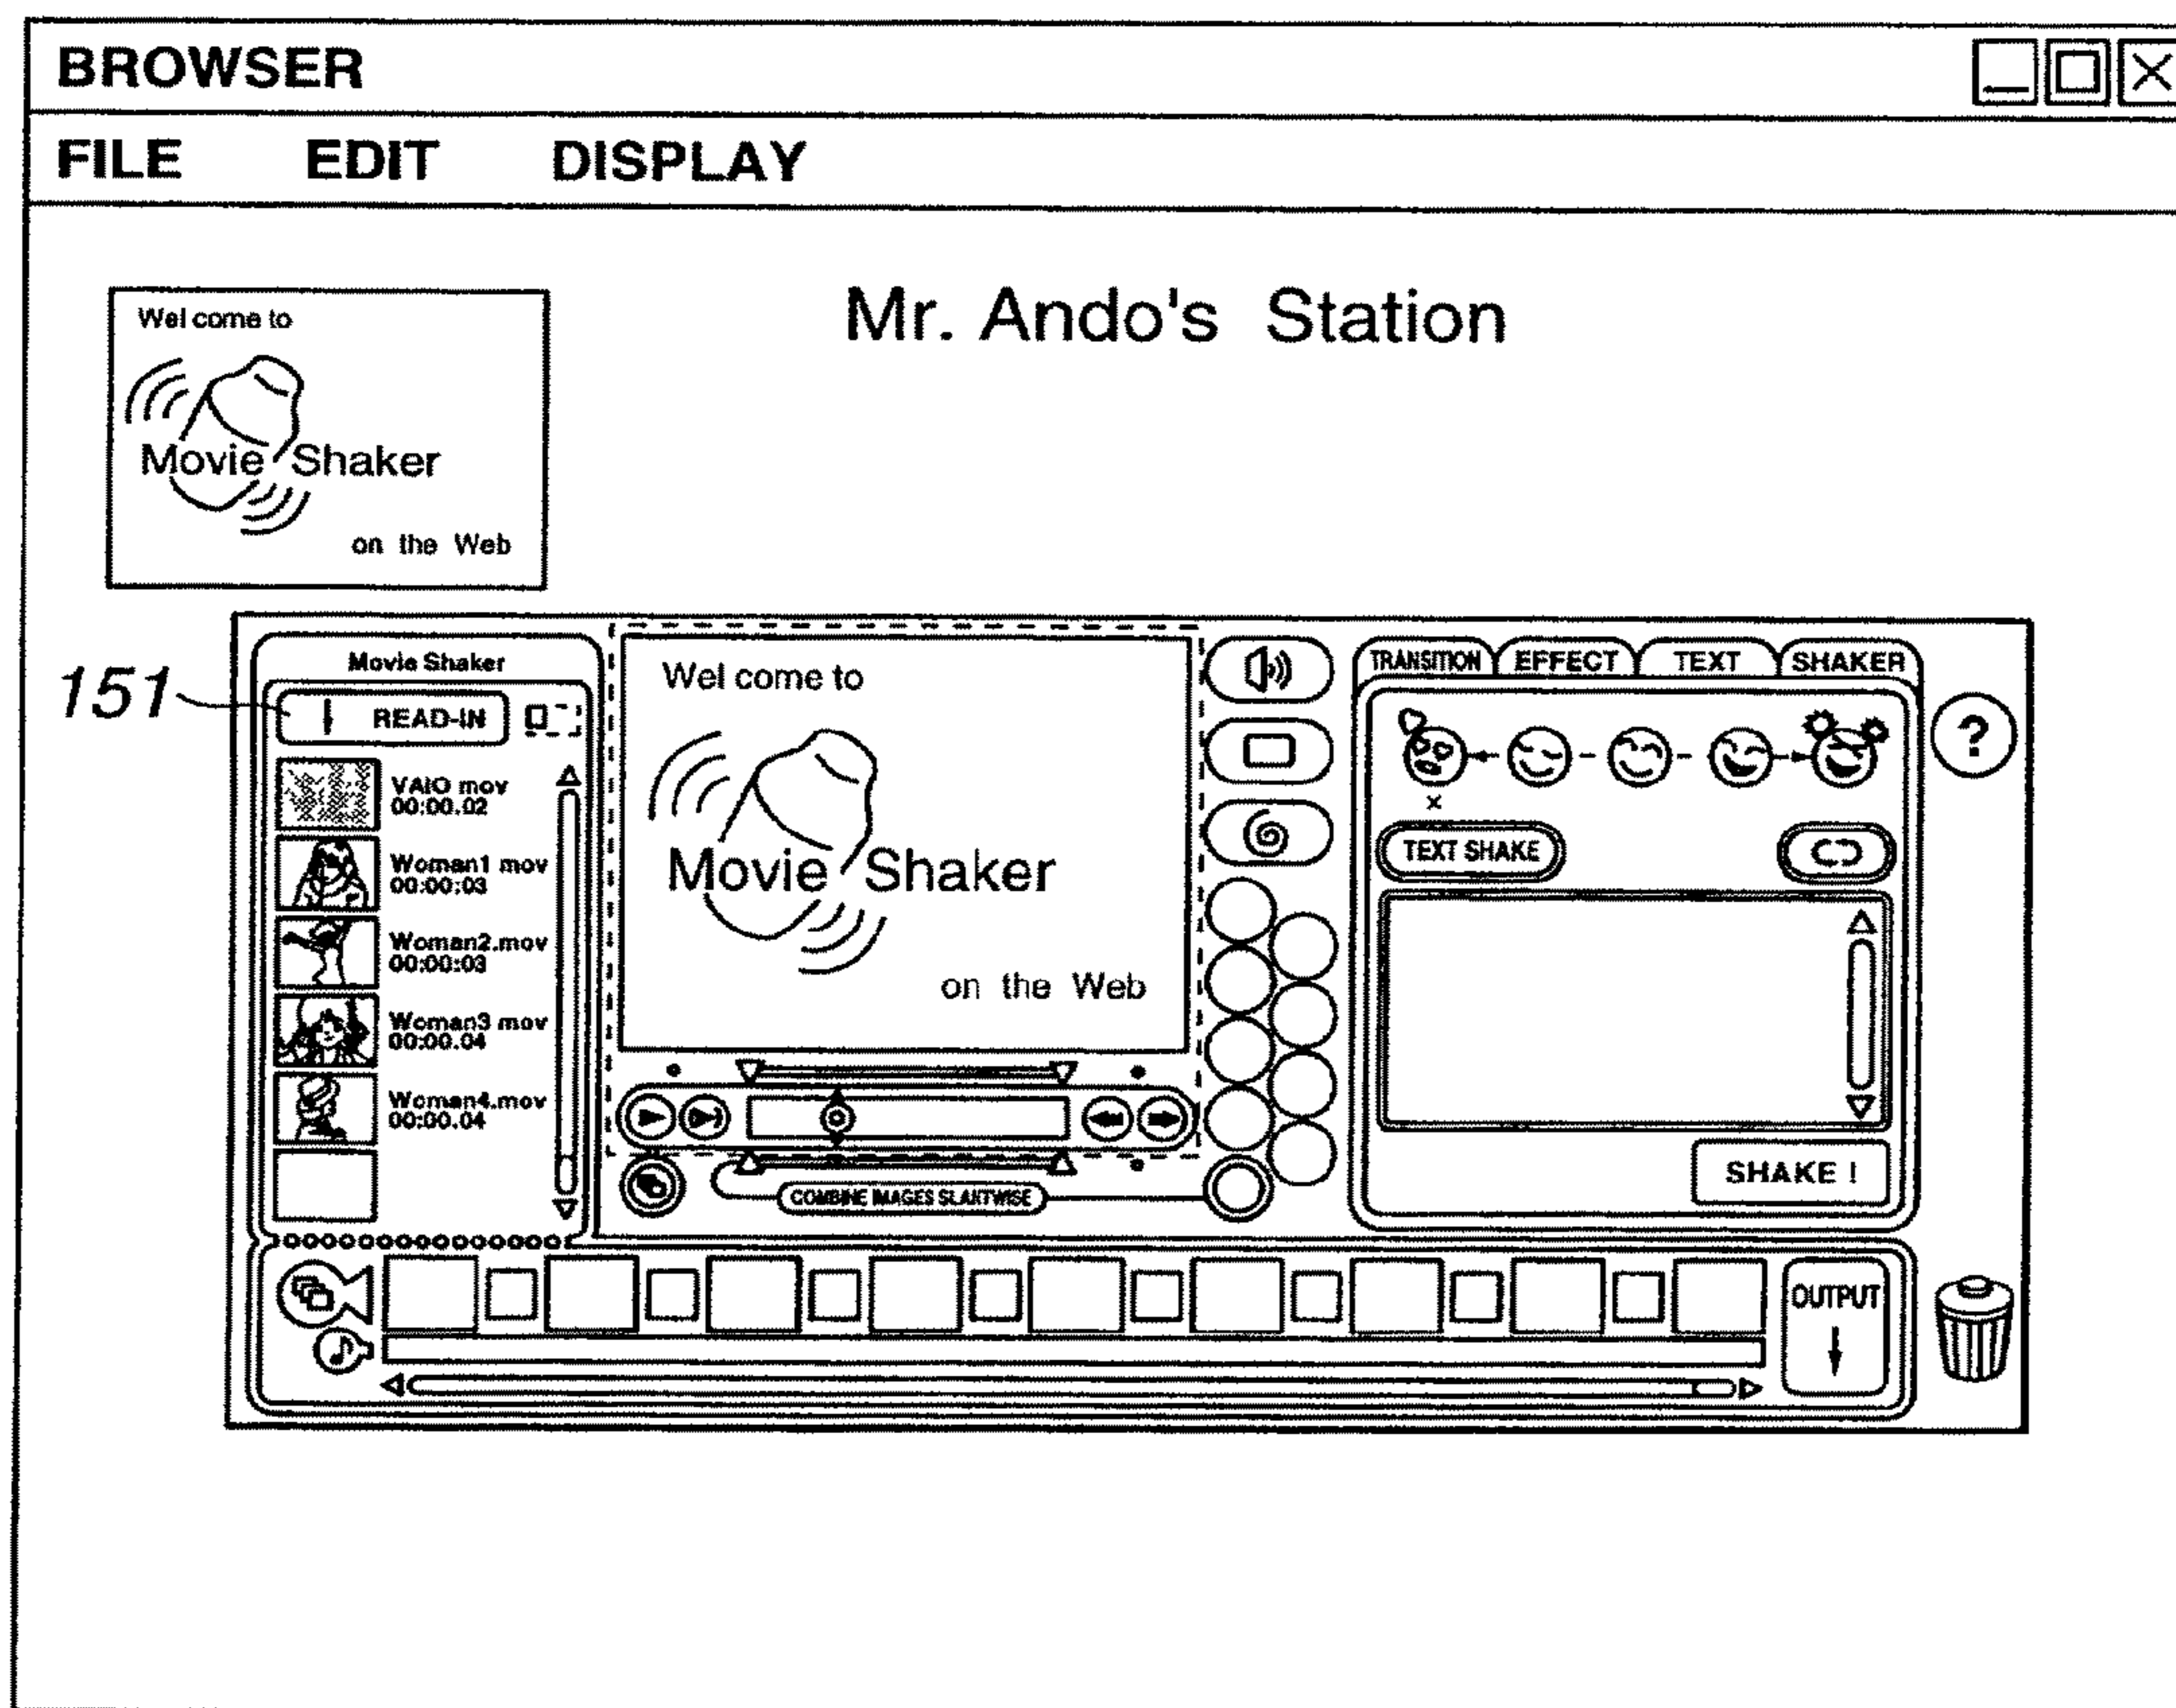 BROWSER
FILE EDIT DISPLAY
Wel come to
Movie Shaker
on the Web
Mr. Ando's Station
151
Movie Shaker
READ-IN
VAIO mov
00:00.02
Woman1 mov
00:00:03
Woman2.mov
00:00:03
Woman3 mov
00:00.04
Woman4.mov
00:00.04
Wel come to
Movie Shaker
on the Web
COMBINE IMAGES SLAKTWISE
TRANSITION EFFECT TEXT SHAKER
?
×
TEXT SHAKE
SHAKE !
OUTPUT